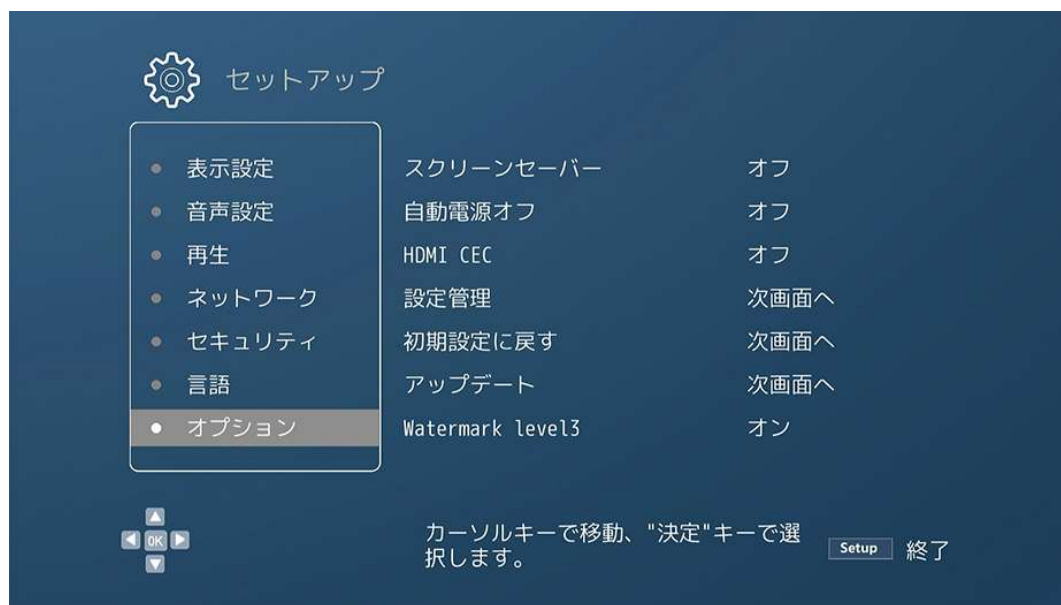 セットアップ
表示設定
音声設定
再生
ネットワーク
セキュリティ
言語
オプション
スクリーンセーバー オフ
自動電源オフ オフ
HDMI CEC オフ
設定管理 次画面へ
初期設定に戻す 次画面へ
アップデート 次画面へ
Watermark level3 オン
OK
カーソルキーで移動、"決定"キーで選
択します。
Setup 終了